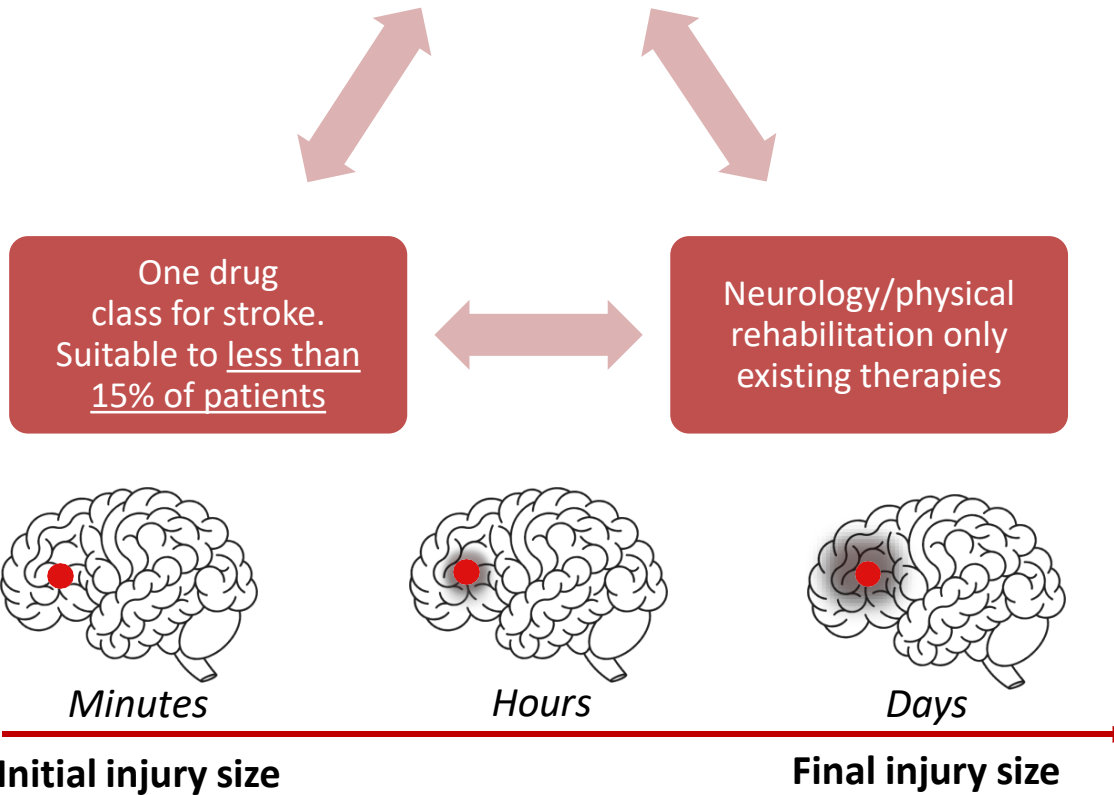 One drug
class for stroke.
Suitable to less than
15% of patients
Neurology/physical
rehabilitation only
existing therapies
Minutes
Hours
Days
Initial injury size
Final injury size